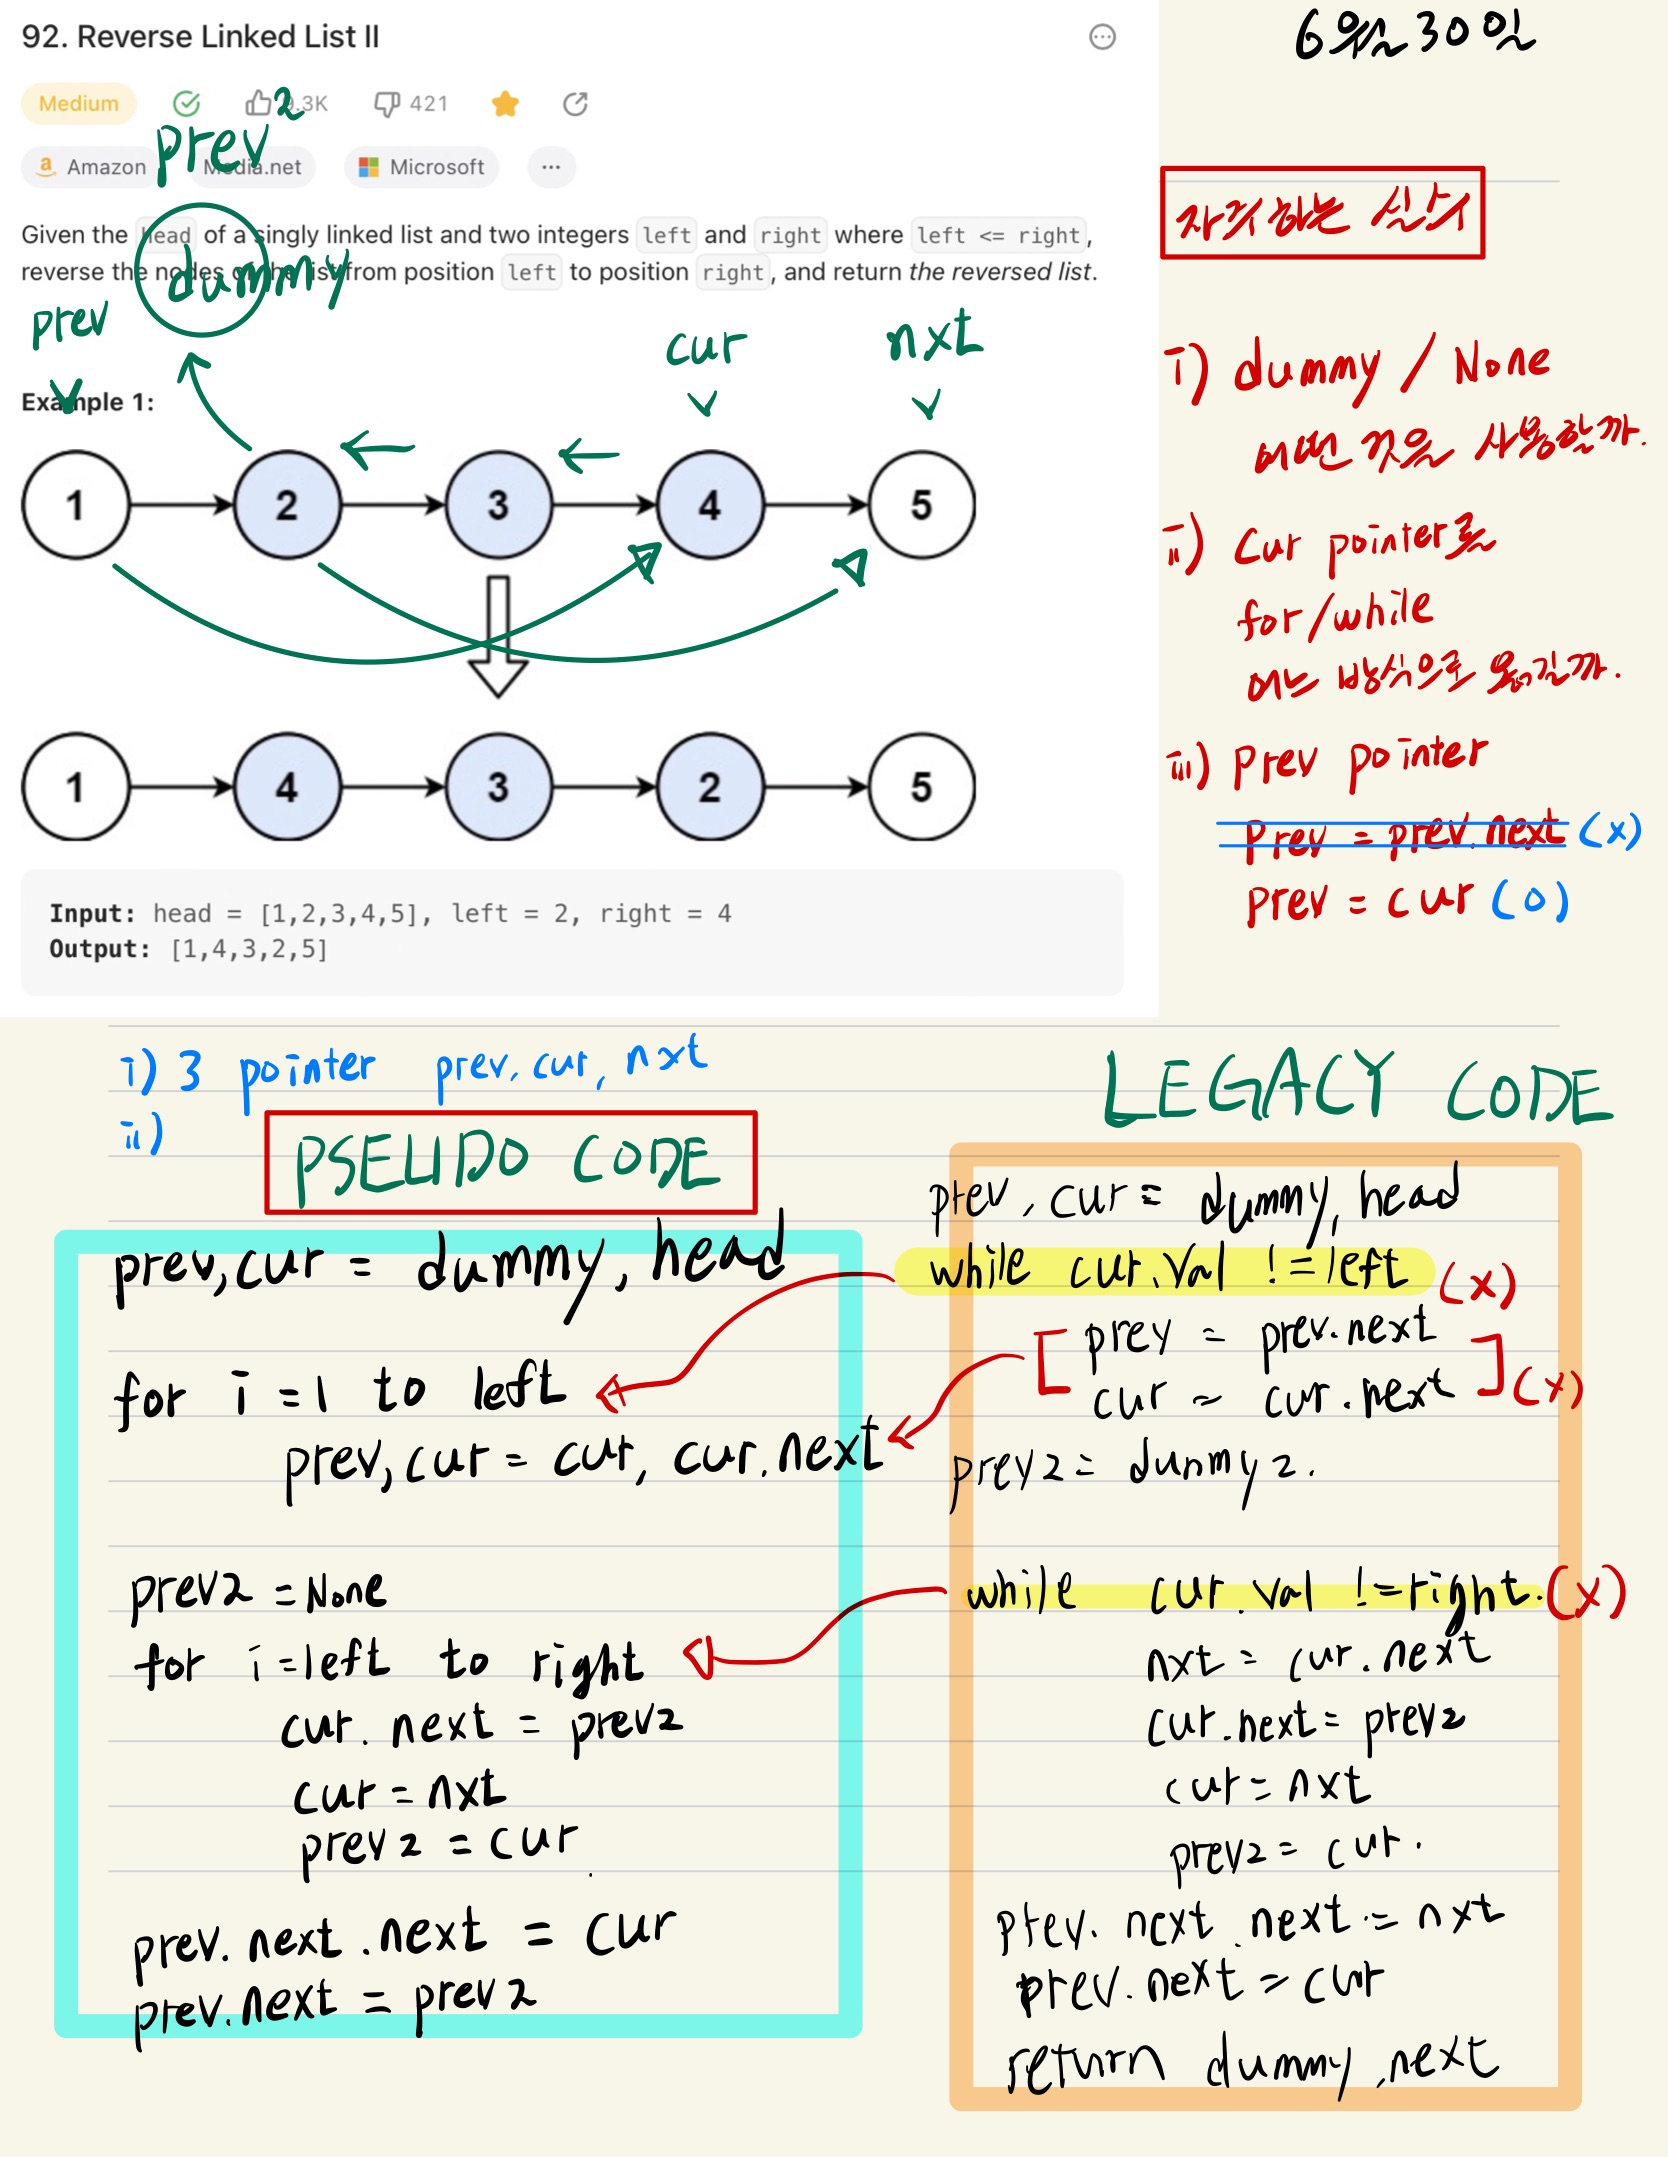 92. Reverse Linked List II
6월 30일
Medium
9.3K
421
prev2
Amazon
Media.net
Microsoft
...
Given the head of a singly linked list and two integers left and right where left <= right,
reverse the nodes of the list from position left to position right, and return the reversed list.
dummy
prev
cur
nxt
Example 1:
1 2 3 4 5
1 4 3 2 5
Input: head = [1,2,3,4,5], left = 2, right = 4
Output: [1,4,3,2,5]
자주하는 실수
i) dummy / None
어떤 것을 사용할까.
ii) Cur pointer를
for/while
어느 방식으로 옮길까.
iii) Prev pointer
Prev = prev.next (x)
prev = cur (o)
i) 3 pointer prev, cur, nxt
ii)
PSEUDO CODE
prev,cur = dummy, head
for i = 1 to left
prev,cur = cur, cur.next
prev2 = None
for i = left to right
cur.next = prev2
cur = nxt
prev2 = cur.
prev.next.next = cur
prev.next = prev2
LEGACY CODE
prev, cur = dummy, head
while cur.val != left (x)
[ prev = prev.next
cur = cur.next ] (x)
prev2 = dummy2.
while cur.val != right. (x)
nxt = cur.next
cur.next = prev2
cur = nxt
prev2 = cur.
prev.next.next = nxt
prev.next = cur
return dummy.next